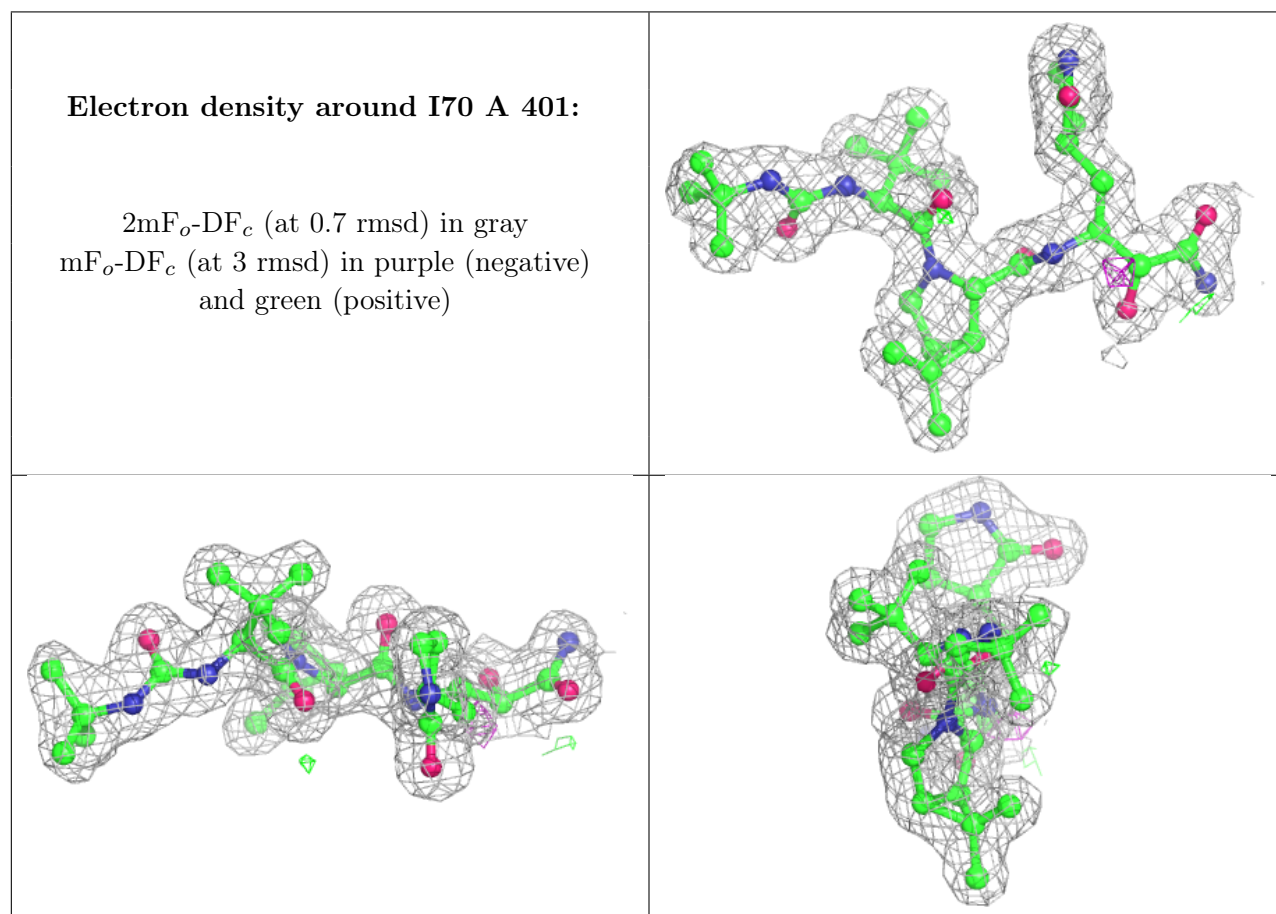 Electron density around I70 A 401:
2mFo-DFc (at 0.7 rmsd) in gray
mFo-DFc (at 3 rmsd) in purple (negative)
and green (positive)